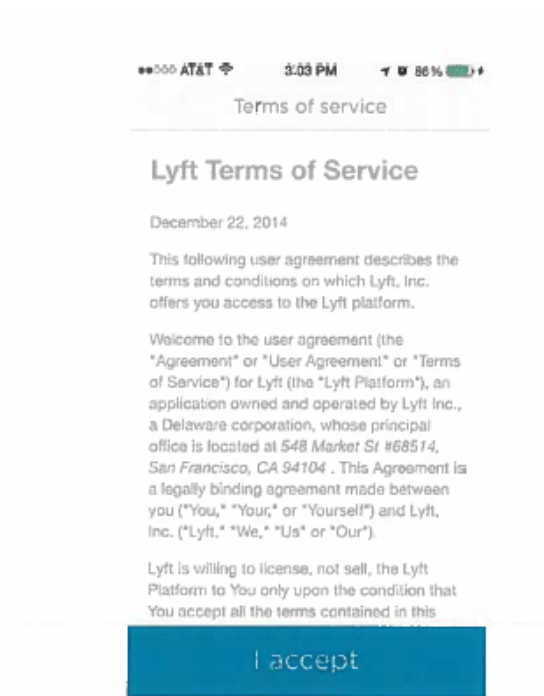 AT&T 3:03 PM 86%
Terms of service
Lyft Terms of Service
December 22, 2014
This following user agreement describes the
terms and conditions on which Lyft, Inc.
offers you access to the Lyft platform.
Welcome to the user agreement (the
"Agreement" or "User Agreement" or "Terms
of Service") for Lyft (the "Lyft Platform"), an
application owned and operated by Lyft Inc.,
a Delaware corporation, whose principal
office is located at 548 Market St #68514,
San Francisco, CA 94104 . This Agreement is
a legally binding agreement made between
you ("You," "Your," or "Yourself") and Lyft,
Inc. ("Lyft," "We," "Us" or "Our").
Lyft is willing to license, not sell, the Lyft
Platform to You only upon the condition that
You accept all the terms contained in this
I accept